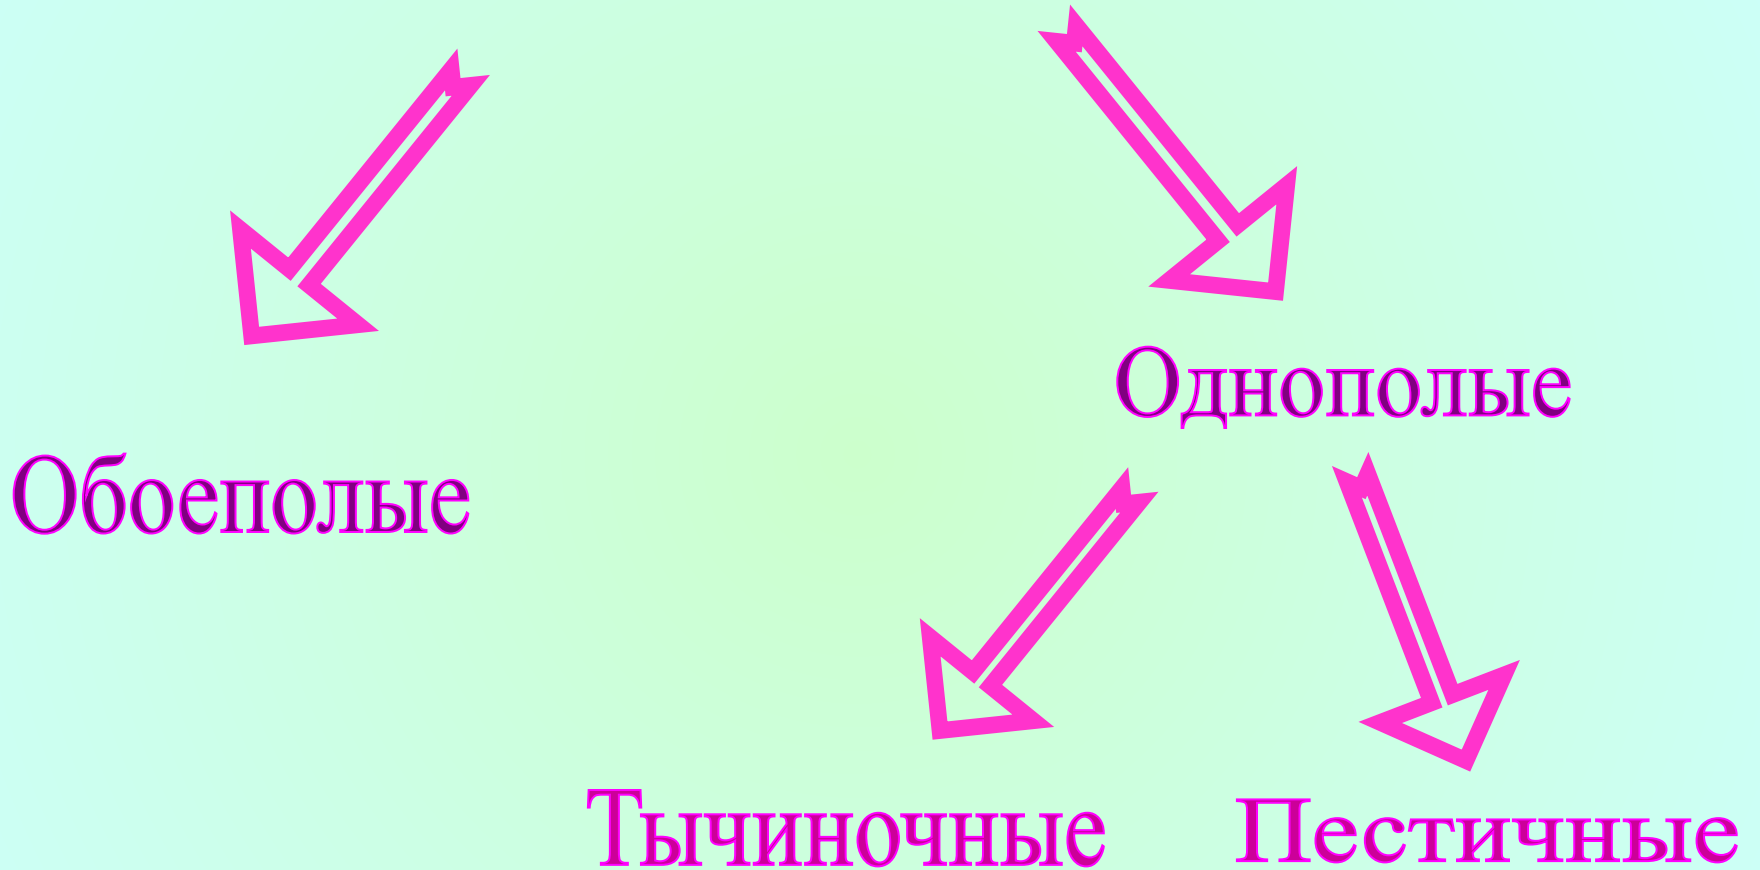 Однополые
Обоеполые
Тычиночные
Пестичные